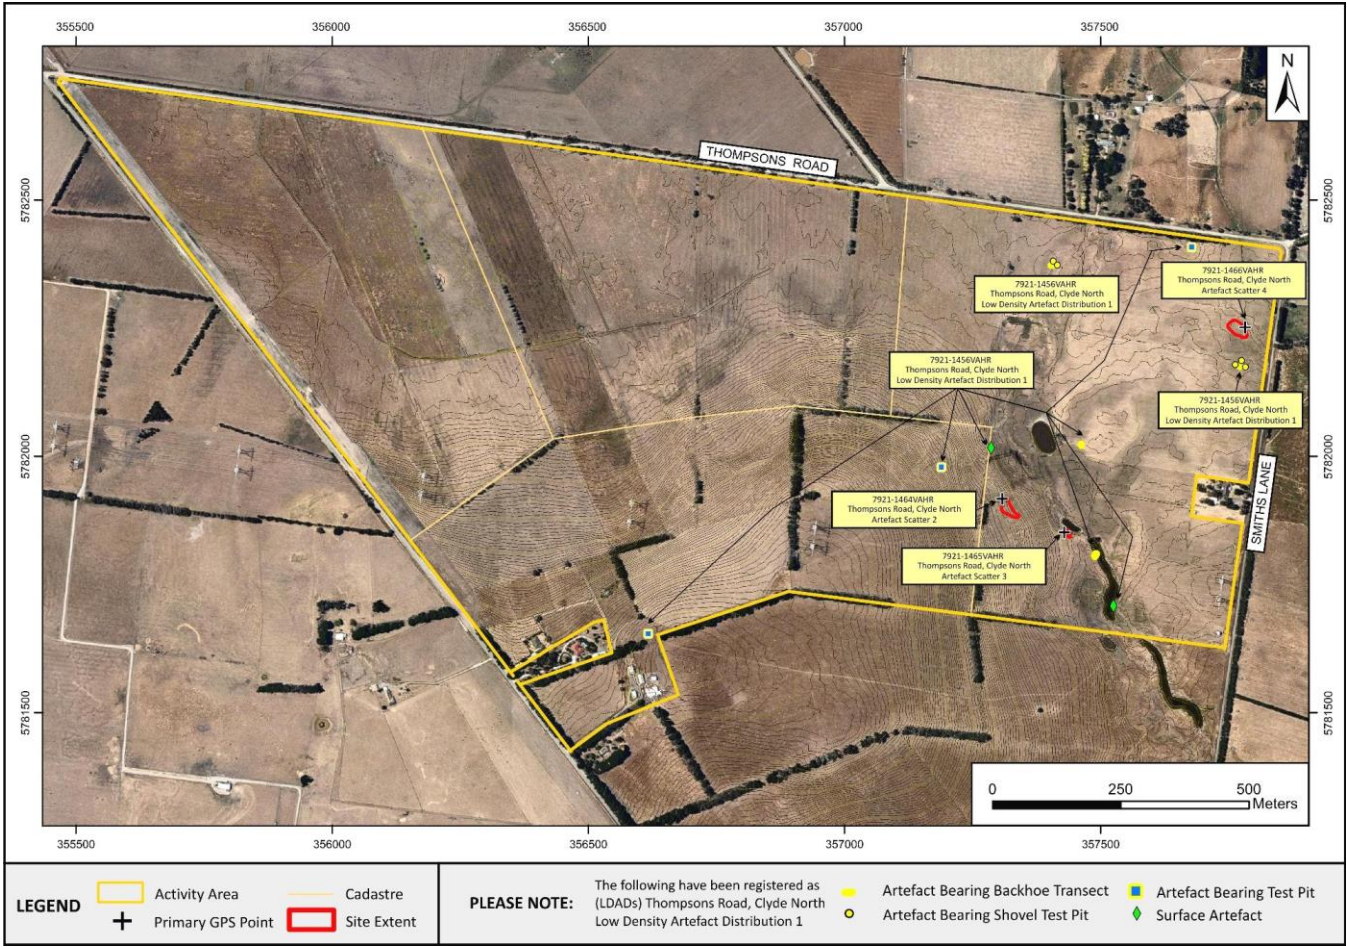 355500
356000
356500
357000
357500
N
THOMPSONS ROAD
5782500
5782500
7921-1466VAHR
Thompsons Road, Clyde North
Artefact Scatter 4
7921-1456VAHR
Thompsons Road, Clyde North
Low Density Artefact Distribution 1
7921-1456VAHR
Thompsons Road, Clyde North
Low Density Artefact Distribution 1
7921-1456VAHR
Thompsons Road, Clyde North
Low Density Artefact Distribution 1
5782000
5782000
7921-1464VAHR
Thompsons Road, Clyde North
Artefact Scatter 2
SMITHS LANE
7921-1465VAHR
Thompsons Road, Clyde North
Artefact Scatter 3
5781500
5781500
0
250
500
Meters
355500
356000
356500
357000
357500
LEGEND
Activity Area
Cadastre
Primary GPS Point
Site Extent
PLEASE NOTE:
The following have been registered as
(LDADs) Thompsons Road, Clyde North
Low Density Artefact Distribution 1
Artefact Bearing Backhoe Transect
Artefact Bearing Test Pit
Artefact Bearing Shovel Test Pit
Surface Artefact